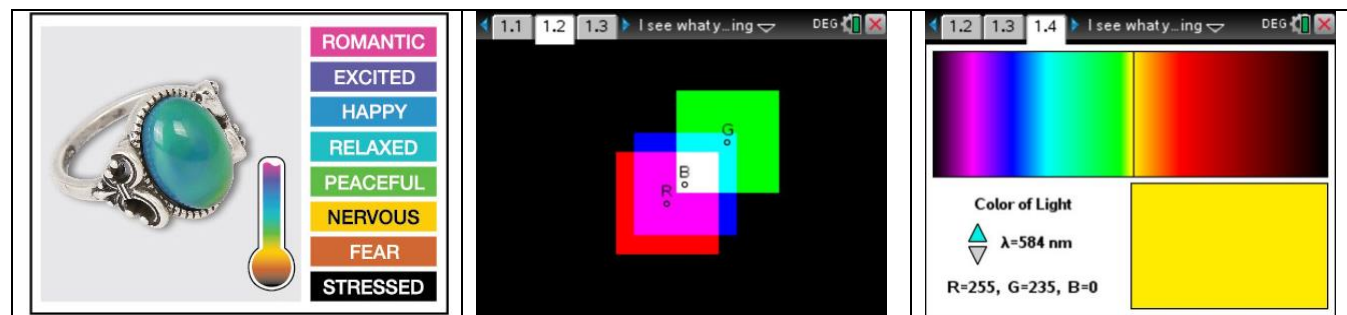 ROMANTIC
EXCITED
HAPPY
RELAXED
PEACEFUL
NERVOUS
FEAR
STRESSED
1.1 1.2 1.3 I see what y…ing DEG
G
B
R
1.2 1.3 1.4 I see what y…ing DEG
Color of Light
λ=584 nm
R=255, G=235, B=0